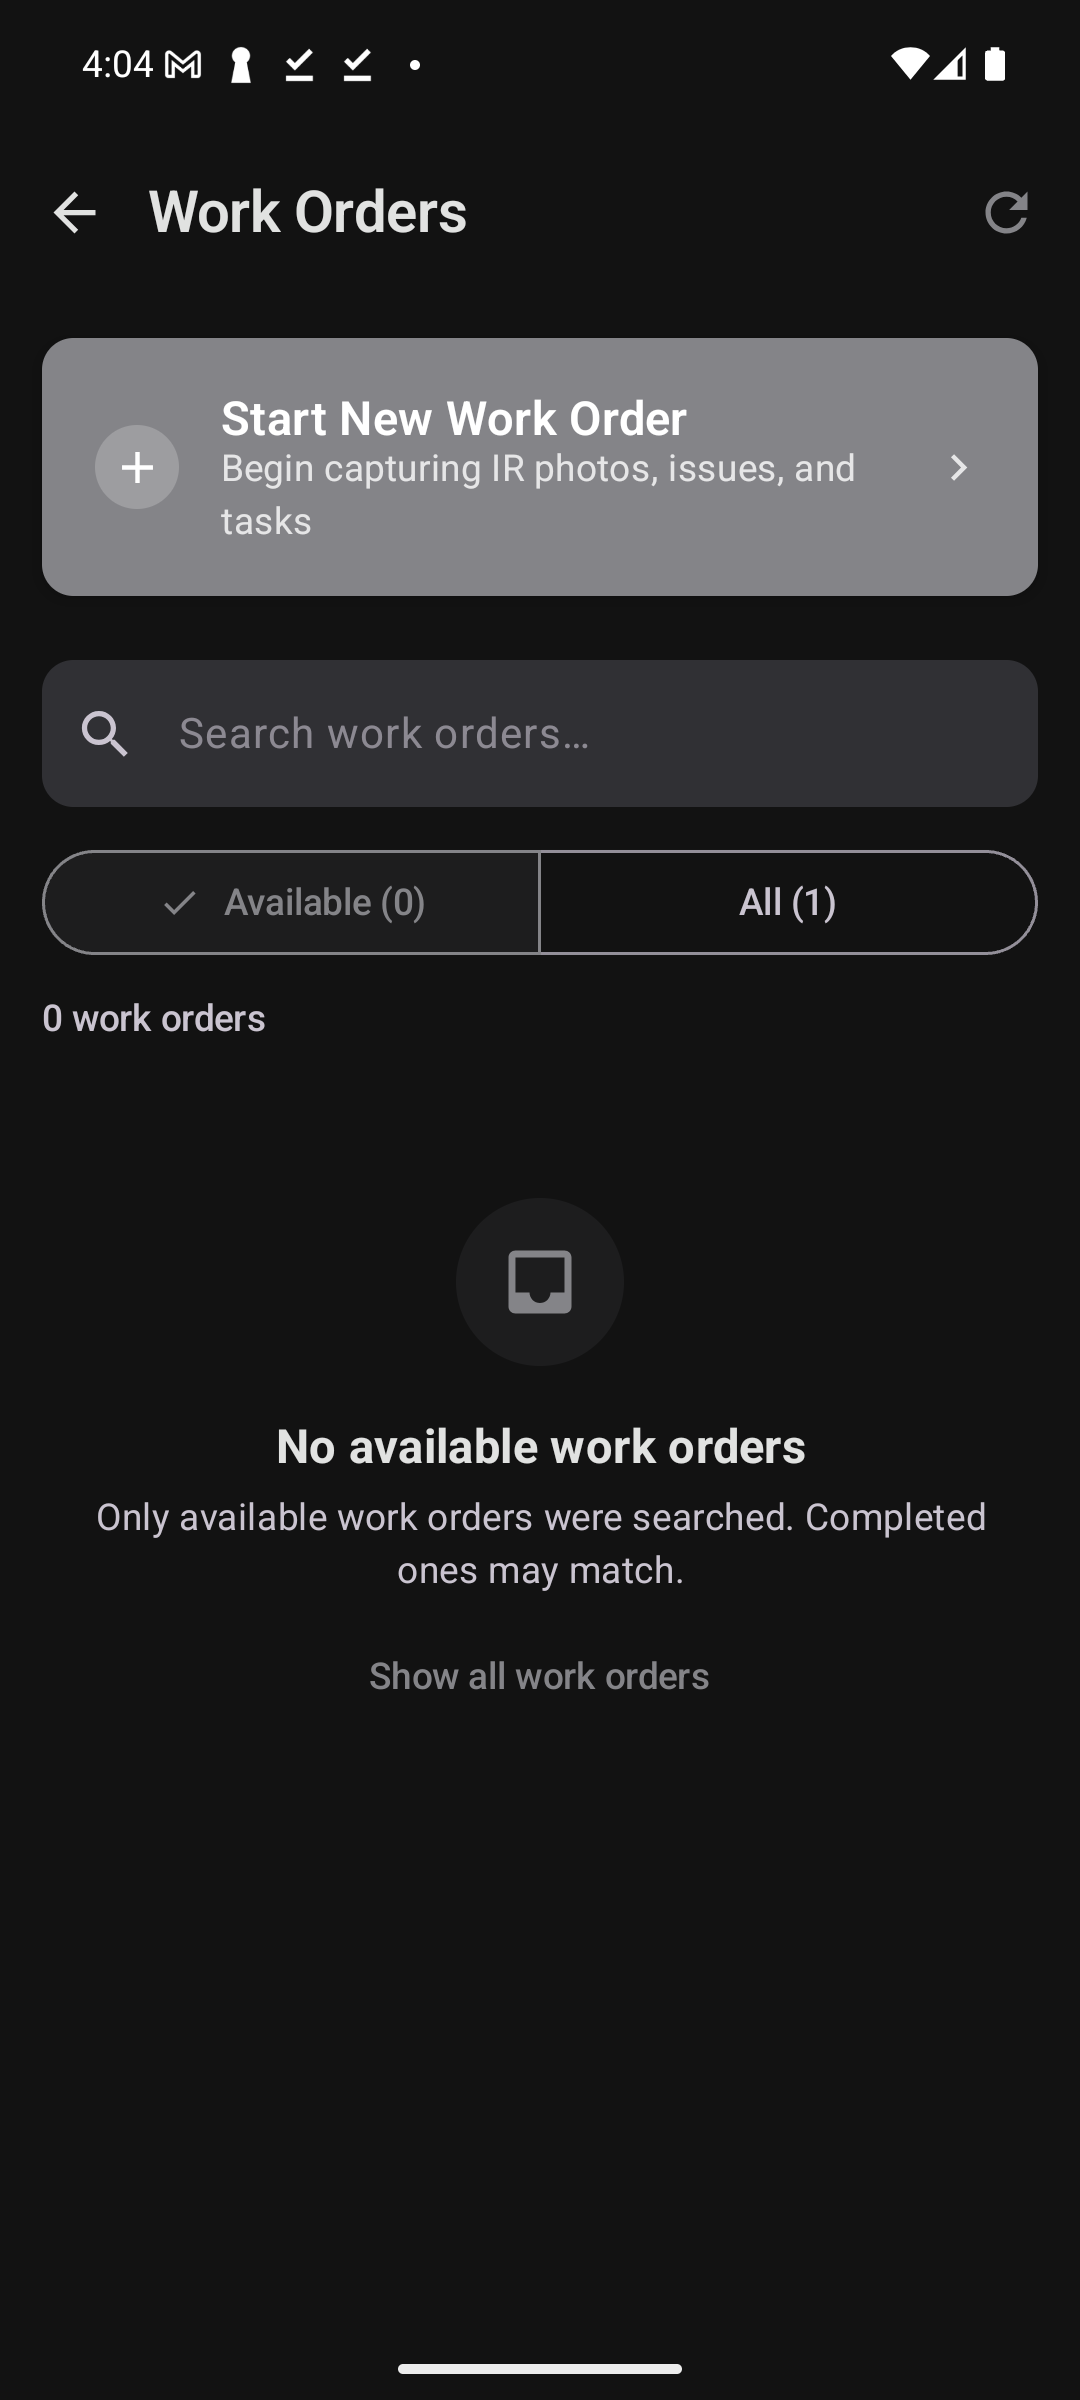 4:04
Work Orders
Start New Work Order
Begin capturing IR photos, issues, and
tasks
Search work orders…
Available (0)
All (1)
0 work orders
No available work orders
Only available work orders were searched. Completed
ones may match.
Show all work orders